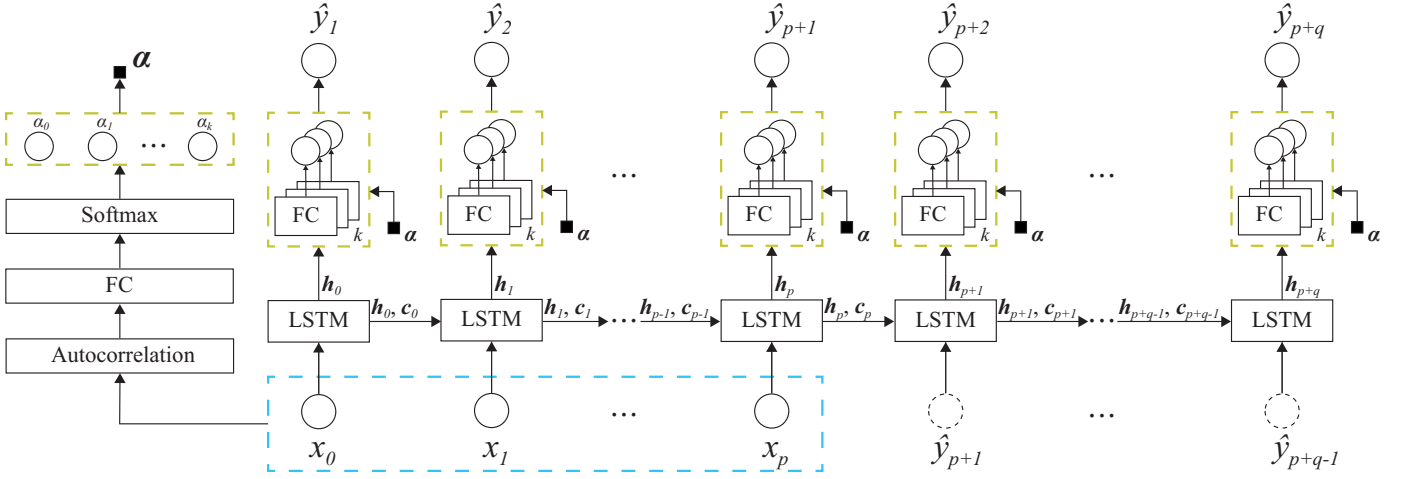 ŷ₁ ŷ₂ ŷₚ₊₁ ŷₚ₊₂ ŷₚ₊q
α
α₀ α₁ ... αₖ
... ...
Softmax FC k α FC k α FC k α FC k α FC k α
FC
h₀ h₁ hₚ hₚ₊₁ hₚ₊q
LSTM h₀, c₀ LSTM h₁, c₁ ... hₚ₋₁, cₚ₋₁ LSTM hₚ, cₚ LSTM hₚ₊₁, cₚ₊₁ ... hₚ₊q₋₁, cₚ₊q₋₁ LSTM
Autocorrelation
... ...
x₀ x₁ xₚ ŷₚ₊₁ ŷₚ₊q₋₁